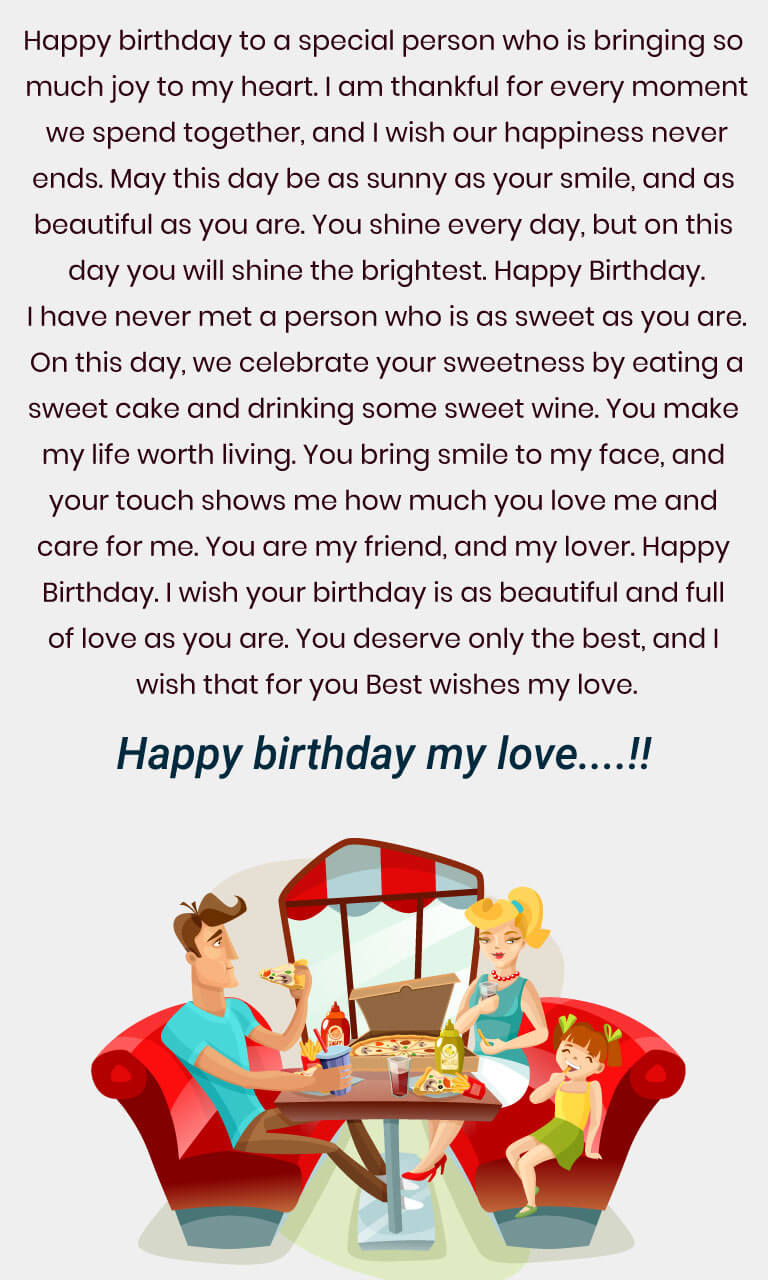 Happy birthday to a special person who is bringing so
much joy to my heart. I am thankful for every moment
we spend together, and I wish our happiness never
ends. May this day be as sunny as your smile, and as
beautiful as you are. You shine every day, but on this
day you will shine the brightest. Happy Birthday.
I have never met a person who is as sweet as you are.
On this day, we celebrate your sweetness by eating a
sweet cake and drinking some sweet wine. You make
my life worth living. You bring smile to my face, and
your touch shows me how much you love me and
care for me. You are my friend, and my lover. Happy
Birthday. I wish your birthday is as beautiful and full
of love as you are. You deserve only the best, and I
wish that for you Best wishes my love.
Happy birthday my love....!!